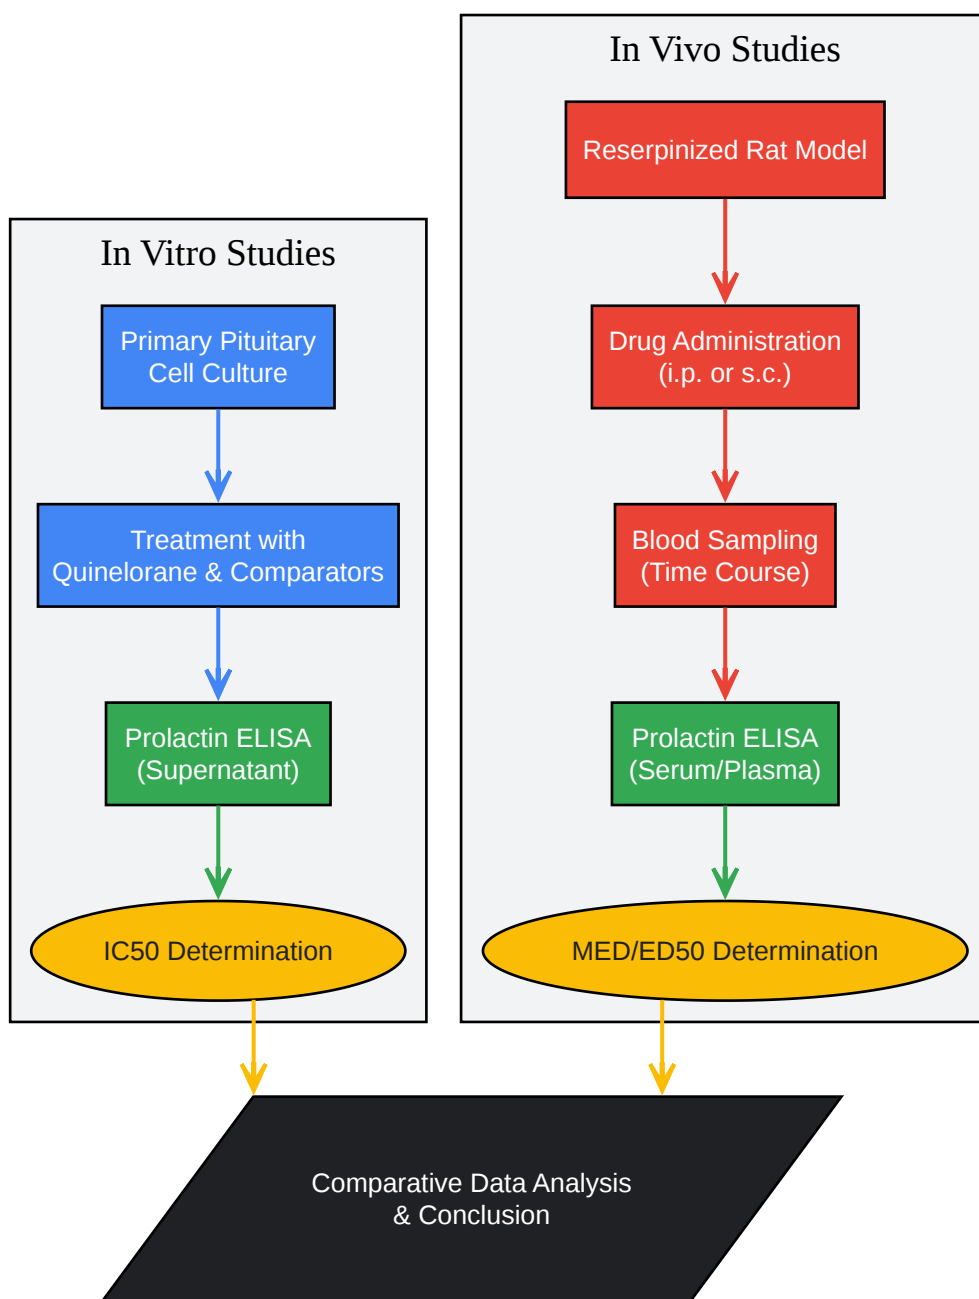 In Vitro Studies
Primary Pituitary
Cell Culture
Treatment with
Quinelorane & Comparators
Prolactin ELISA
(Supernatant)
IC50 Determination
In Vivo Studies
Reserpinized Rat Model
Drug Administration
(i.p. or s.c.)
Blood Sampling
(Time Course)
Prolactin ELISA
(Serum/Plasma)
MED/ED50 Determination
Comparative Data Analysis
& Conclusion